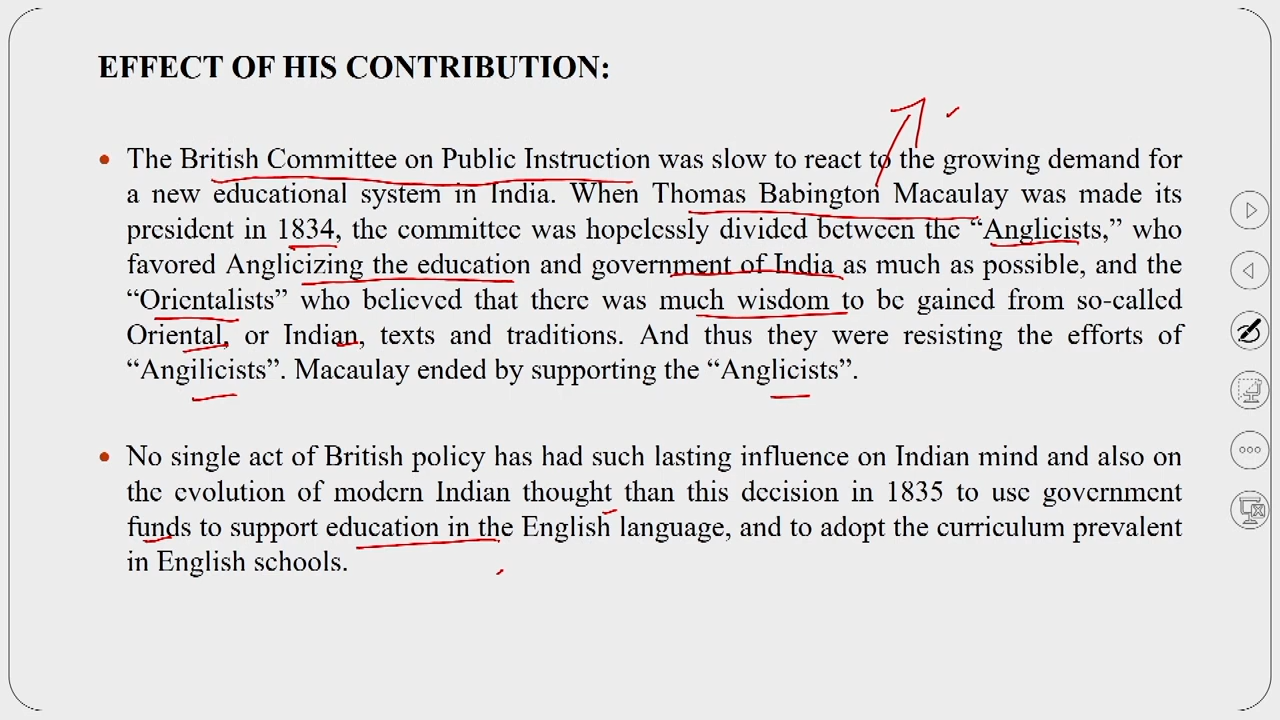 EFFECT OF HIS CONTRIBUTION:
• The British Committee on Public Instruction was slow to react to the growing demand for
a new educational system in India. When Thomas Babington Macaulay was made its
president in 1834, the committee was hopelessly divided between the “Anglicists,” who
favored Anglicizing the education and government of India as much as possible, and the
“Orientalists” who believed that there was much wisdom to be gained from so-called
Oriental, or Indian, texts and traditions. And thus they were resisting the efforts of
“Angilicists”. Macaulay ended by supporting the “Anglicists”.
• No single act of British policy has had such lasting influence on Indian mind and also on
the evolution of modern Indian thought than this decision in 1835 to use government
funds to support education in the English language, and to adopt the curriculum prevalent
in English schools.